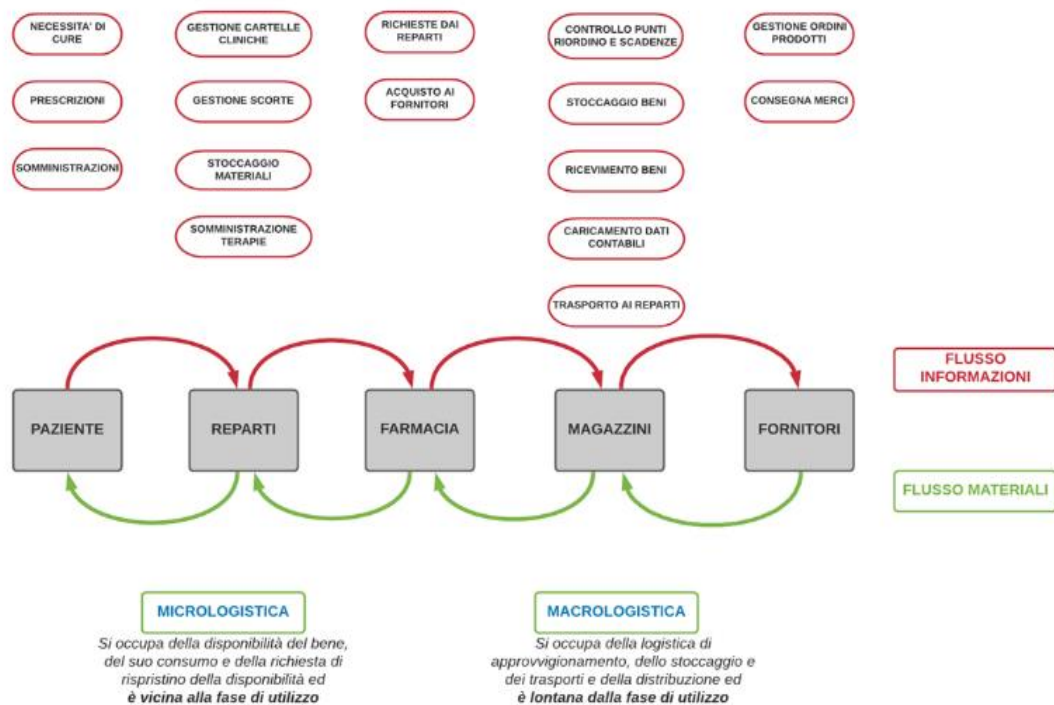 NECESSITA' DI
CURE
PRESCRIZIONI
SOMMINISTRAZIONI
GESTIONE CARTELLE
CLINICHE
GESTIONE SCORTE
STOCCAGGIO
MATERIALI
SOMMINISTRAZIONE
TERAPIE
RICHIESTE DAI
REPARTI
ACQUISTO AI
FORNITORI
CONTROLLO PUNTI
RIORDINO E SCADENZE
STOCCAGGIO BENI
RICEVIMENTO BENI
CARICAMENTO DATI
CONTABILI
TRASPORTO AI REPARTI
GESTIONE ORDINI
PRODOTTI
CONSEGNA MERCI
FLUSSO
INFORMAZIONI
PAZIENTE
REPARTI
FARMACIA
MAGAZZINI
FORNITORI
FLUSSO MATERIALI
MICROLOGISTICA
Si occupa della disponibilità del bene,
del suo consumo e della richiesta di
rispristino della disponibilità ed
è vicina alla fase di utilizzo
MACROLOGISTICA
Si occupa della logistica di
approvvigionamento, dello stoccaggio e
dei trasporti e della distribuzione ed
è lontana dalla fase di utilizzo